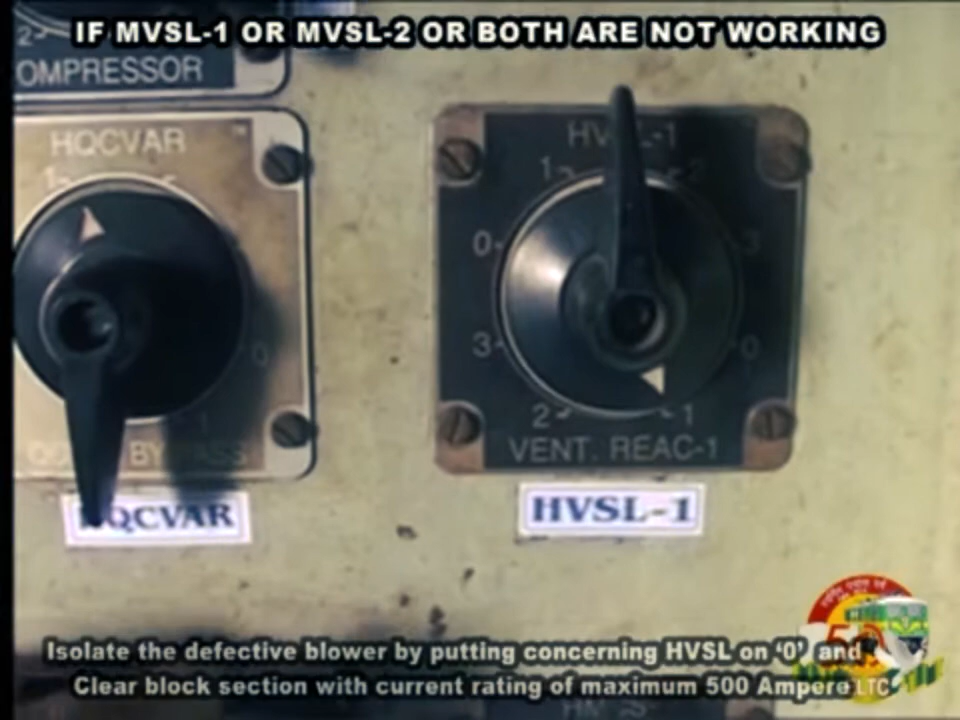 IF MVSL-1 OR MVSL-2 OR BOTH ARE NOT WORKING
2
OMPRESSOR
HQCVAR
1
0
1
BYPASS
HQCVAR
1
2
0
3
3
0
2
1
VENT. REAC-1
HVSL-1
50
Isolate the defective blower by putting concerning HVSL on ‘0’ and
Clear block section with current rating of maximum 500 Ampere
LTC